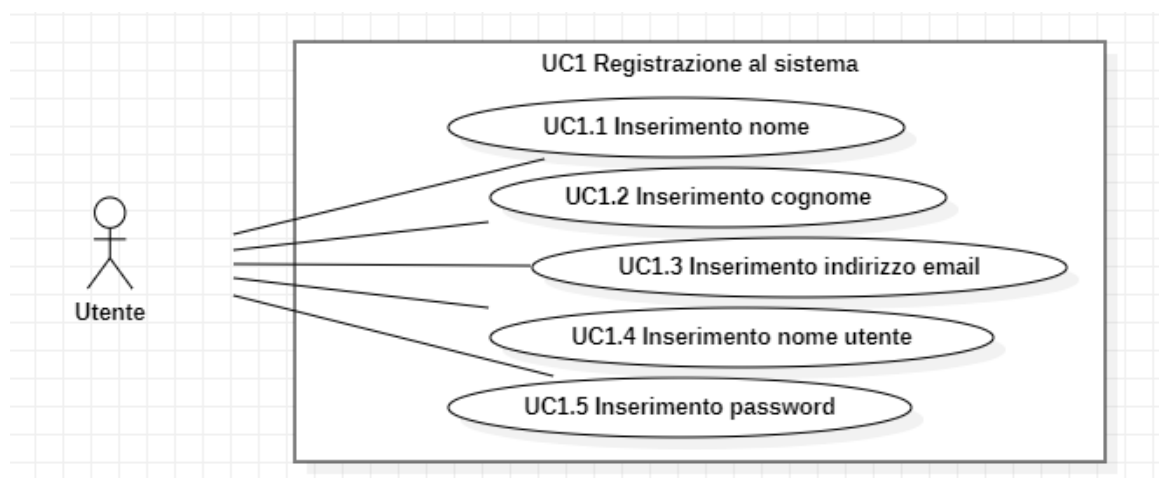 UC1 Registrazione al sistema
UC1.1 Inserimento nome
UC1.2 Inserimento cognome
UC1.3 Inserimento indirizzo email
Utente
UC1.4 Inserimento nome utente
UC1.5 Inserimento password